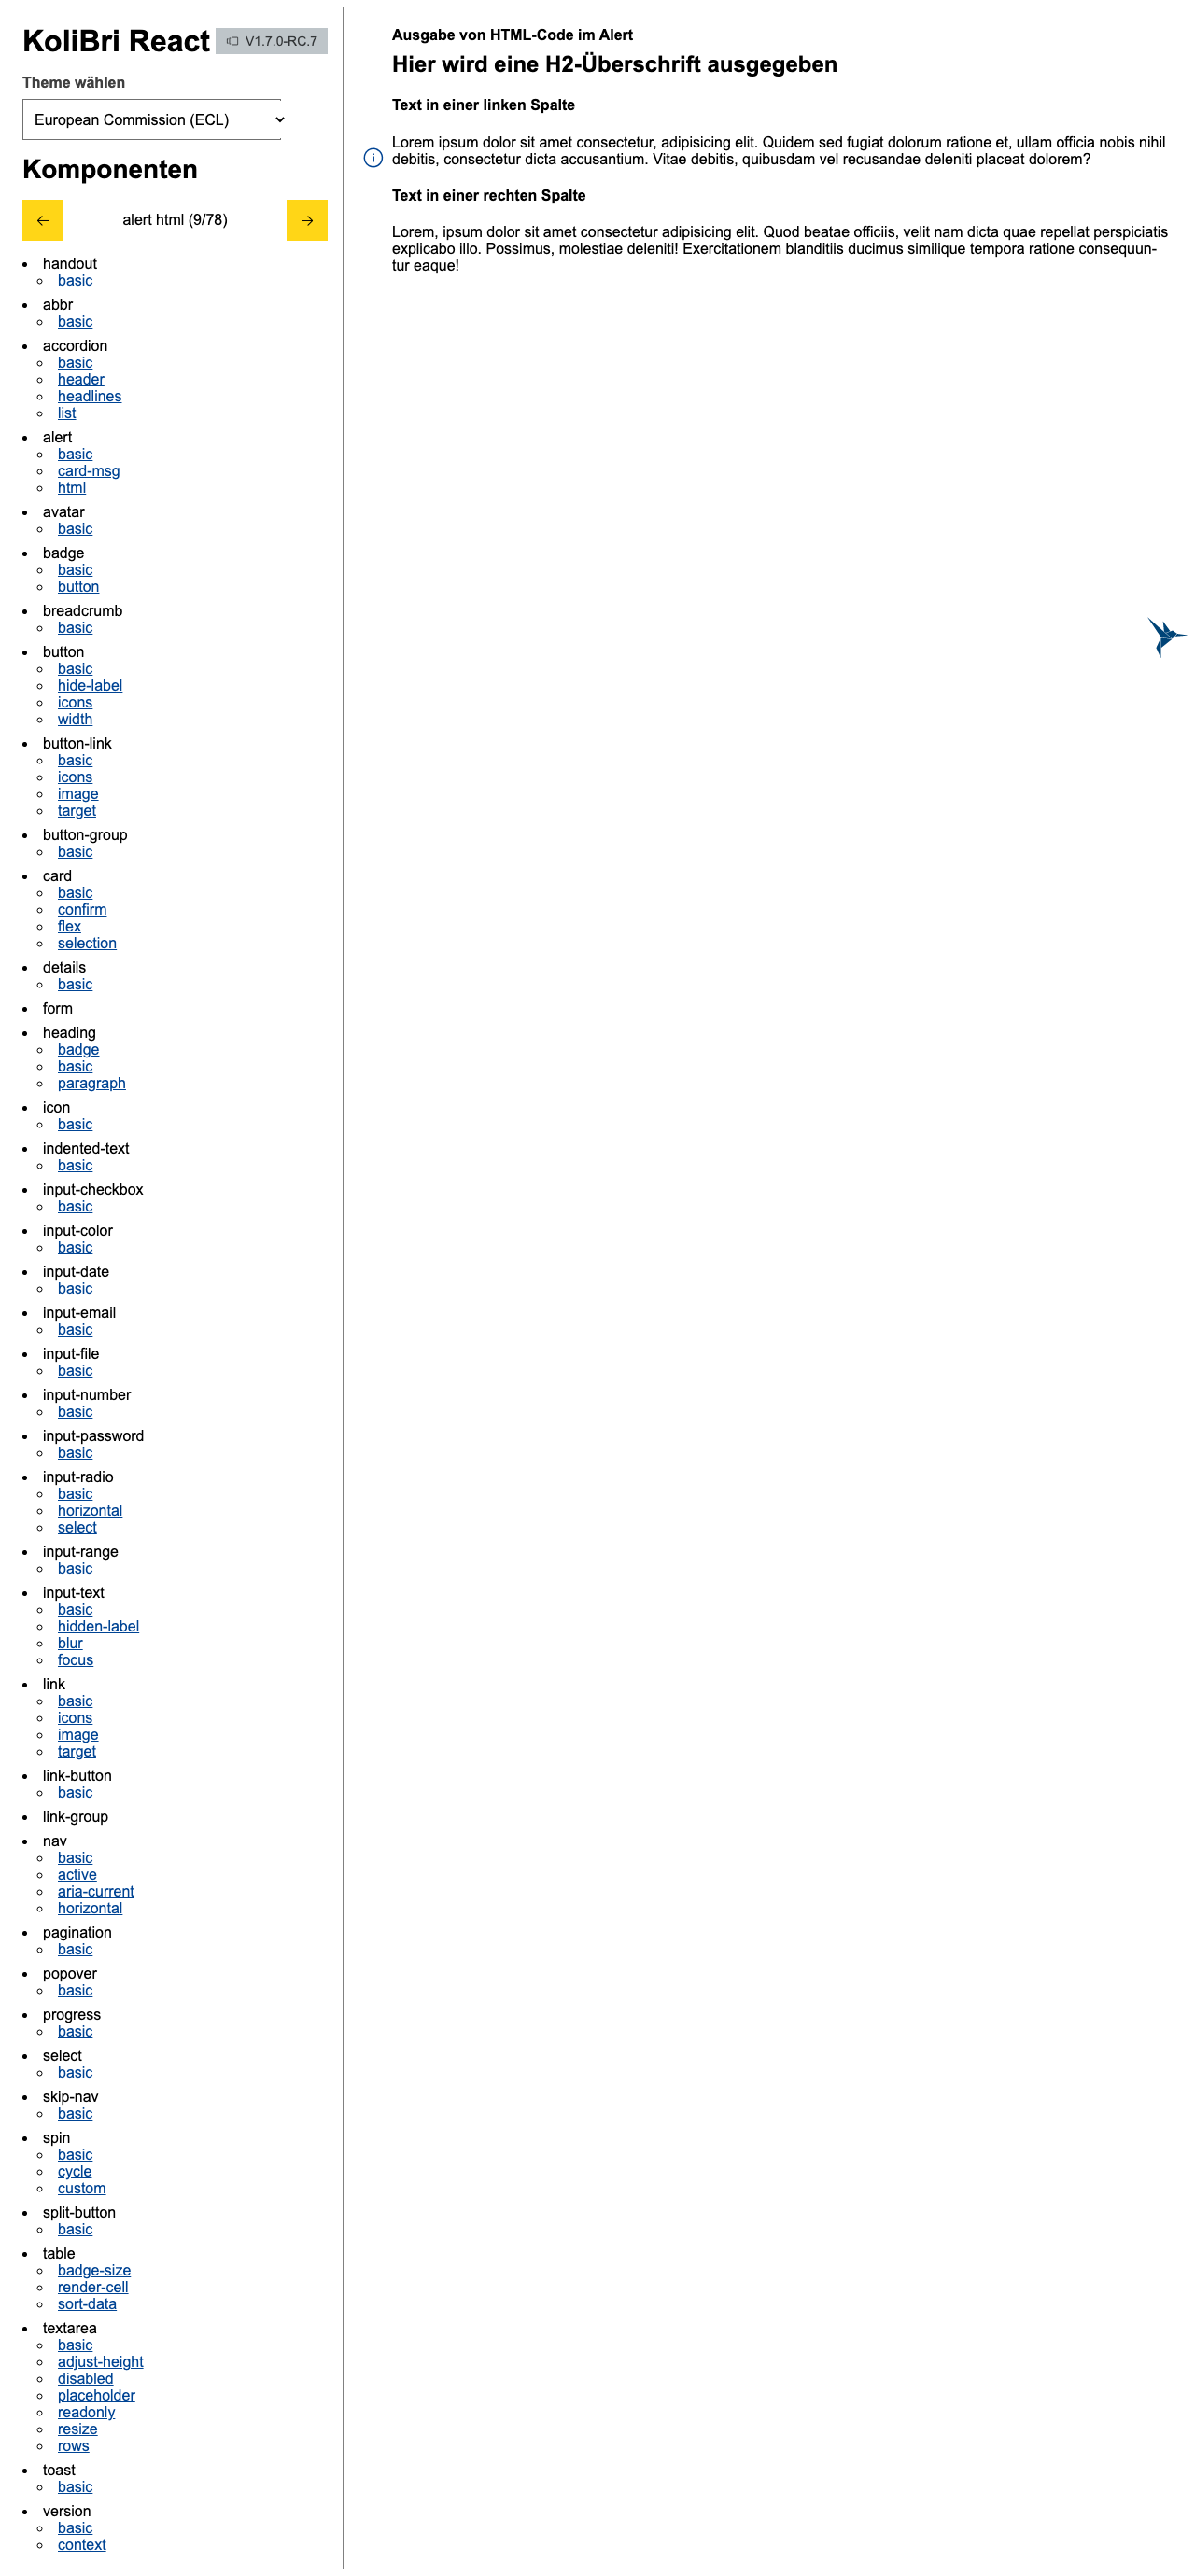 KoliBri React V1.7.0-RC.7
Theme wählen
European Commission (ECL)
Komponenten
alert html (9/78)
handout
basic
abbr
basic
accordion
basic
header
headlines
list
alert
basic
card-msg
html
avatar
basic
badge
basic
button
breadcrumb
basic
button
basic
hide-label
icons
width
button-link
basic
icons
image
target
button-group
basic
card
basic
confirm
flex
selection
details
basic
form
heading
badge
basic
paragraph
icon
basic
indented-text
basic
input-checkbox
basic
input-color
basic
input-date
basic
input-email
basic
input-file
basic
input-number
basic
input-password
basic
input-radio
basic
horizontal
select
input-range
basic
input-text
basic
hidden-label
blur
focus
link
basic
icons
image
target
link-button
basic
link-group
nav
basic
active
aria-current
horizontal
pagination
basic
popover
basic
progress
basic
select
basic
skip-nav
basic
spin
basic
cycle
custom
split-button
basic
table
badge-size
render-cell
sort-data
textarea
basic
adjust-height
disabled
placeholder
readonly
resize
rows
toast
basic
version
basic
context
Ausgabe von HTML-Code im Alert
Hier wird eine H2-Überschrift ausgegeben
Text in einer linken Spalte
Lorem ipsum dolor sit amet consectetur, adipisicing elit. Quidem sed fugiat dolorum ratione et, ullam officia nobis nihil
debitis, consectetur dicta accusantium. Vitae debitis, quibusdam vel recusandae deleniti placeat dolorem?
Text in einer rechten Spalte
Lorem, ipsum dolor sit amet consectetur adipisicing elit. Quod beatae officiis, velit nam dicta quae repellat perspiciatis
explicabo illo. Possimus, molestiae deleniti! Exercitationem blanditiis ducimus similique tempora ratione consequun-
tur eaque!